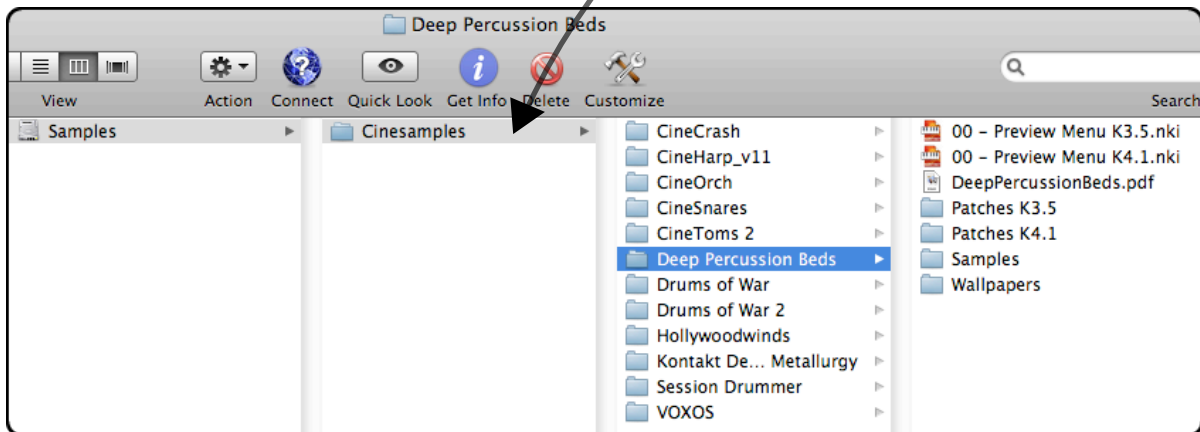 Deep Percussion Beds
View Action Connect Quick Look Get Info Delete Customize Search
Samples
Cinesamples
CineCrash
CineHarp_v11
CineOrch
CineSnares
CineToms 2
Deep Percussion Beds
Drums of War
Drums of War 2
Hollywoodwinds
Kontakt De... Metallurgy
Session Drummer
VOXOS
00 – Preview Menu K3.5.nki
00 – Preview Menu K4.1.nki
DeepPercussionBeds.pdf
Patches K3.5
Patches K4.1
Samples
Wallpapers